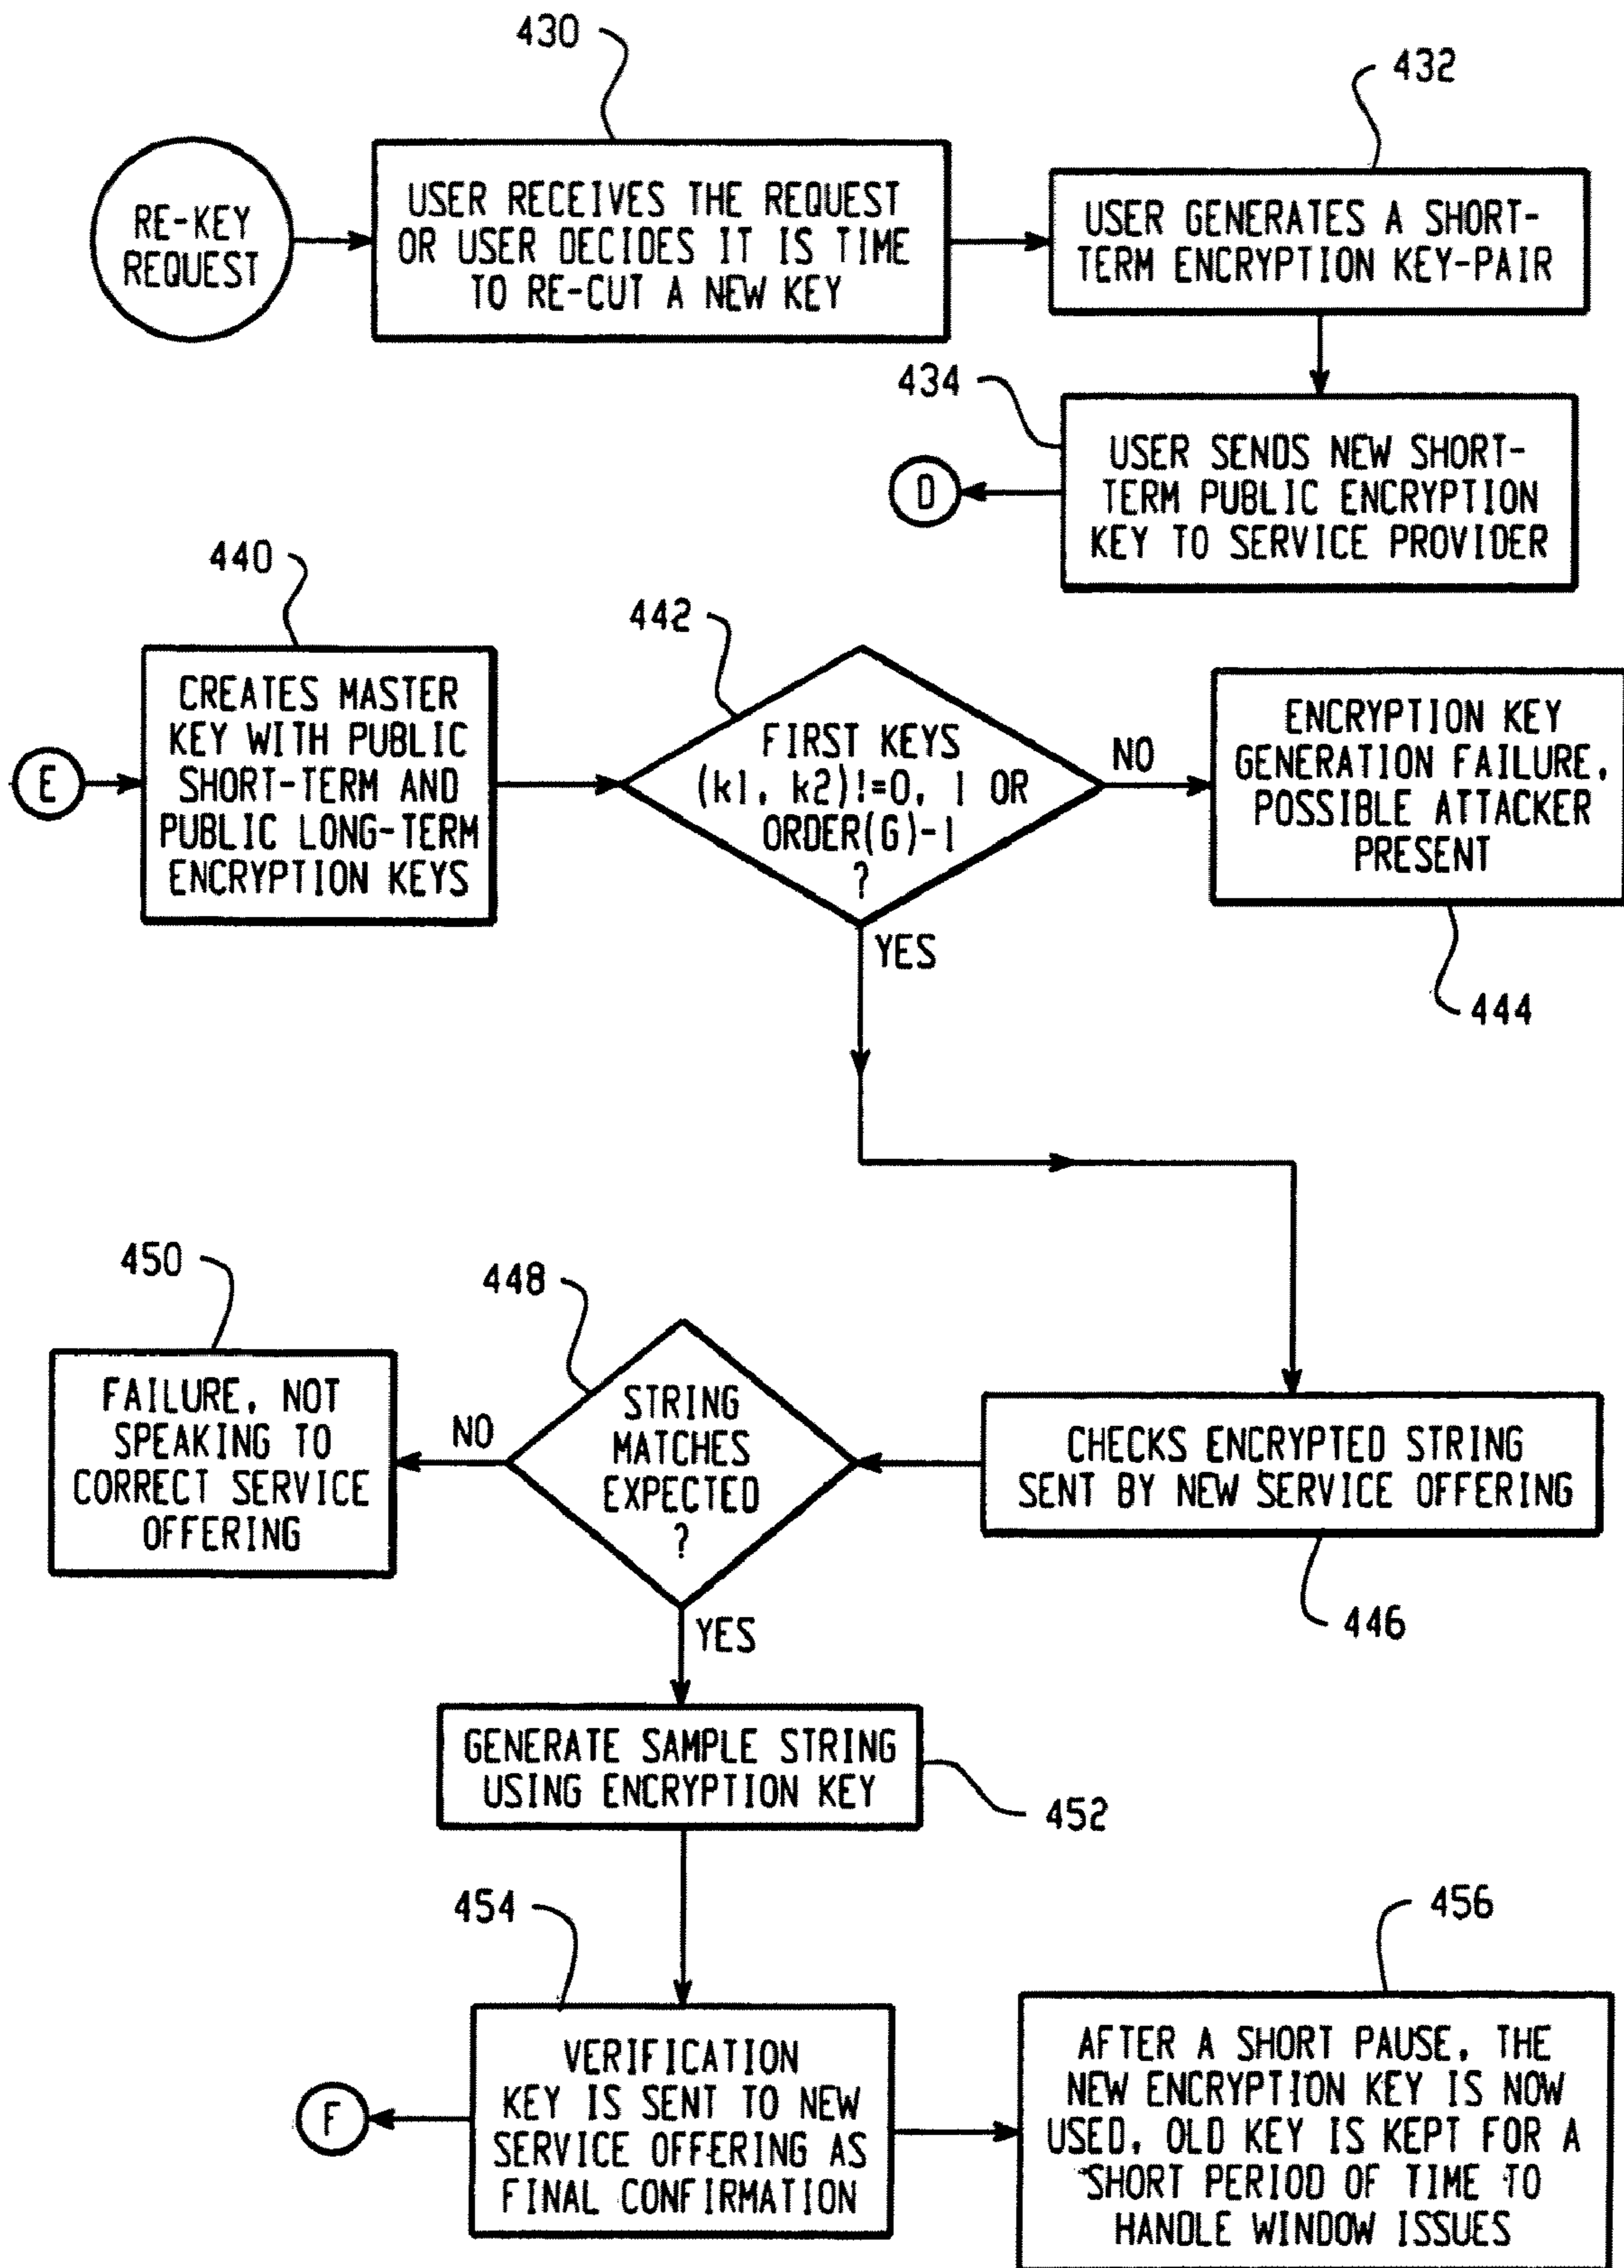 430
432
RE-KEY
REQUEST
USER RECEIVES THE REQUEST
OR USER DECIDES IT IS TIME
TO RE-CUT A NEW KEY
USER GENERATES A SHORT-
TERM ENCRYPTION KEY-PAIR
434
D
USER SENDS NEW SHORT-
TERM PUBLIC ENCRYPTION
KEY TO SERVICE PROVIDER
440
442
E
CREATES MASTER
KEY WITH PUBLIC
SHORT-TERM AND
PUBLIC LONG-TERM
ENCRYPTION KEYS
FIRST KEYS
(k1, k2)!=0, 1 OR
ORDER(G)-1
?
NO
ENCRYPTION KEY
GENERATION FAILURE,
POSSIBLE ATTACKER
PRESENT
YES
444
450
448
FAILURE, NOT
SPEAKING TO
CORRECT SERVICE
OFFERING
NO
STRING
MATCHES
EXPECTED
?
CHECKS ENCRYPTED STRING
SENT BY NEW SERVICE OFFERING
446
YES
GENERATE SAMPLE STRING
USING ENCRYPTION KEY
452
454
456
F
VERIFICATION
KEY IS SENT TO NEW
SERVICE OFFERING AS
FINAL CONFIRMATION
AFTER A SHORT PAUSE, THE
NEW ENCRYPTION KEY IS NOW
USED, OLD KEY IS KEPT FOR A
SHORT PERIOD OF TIME TO
HANDLE WINDOW ISSUES